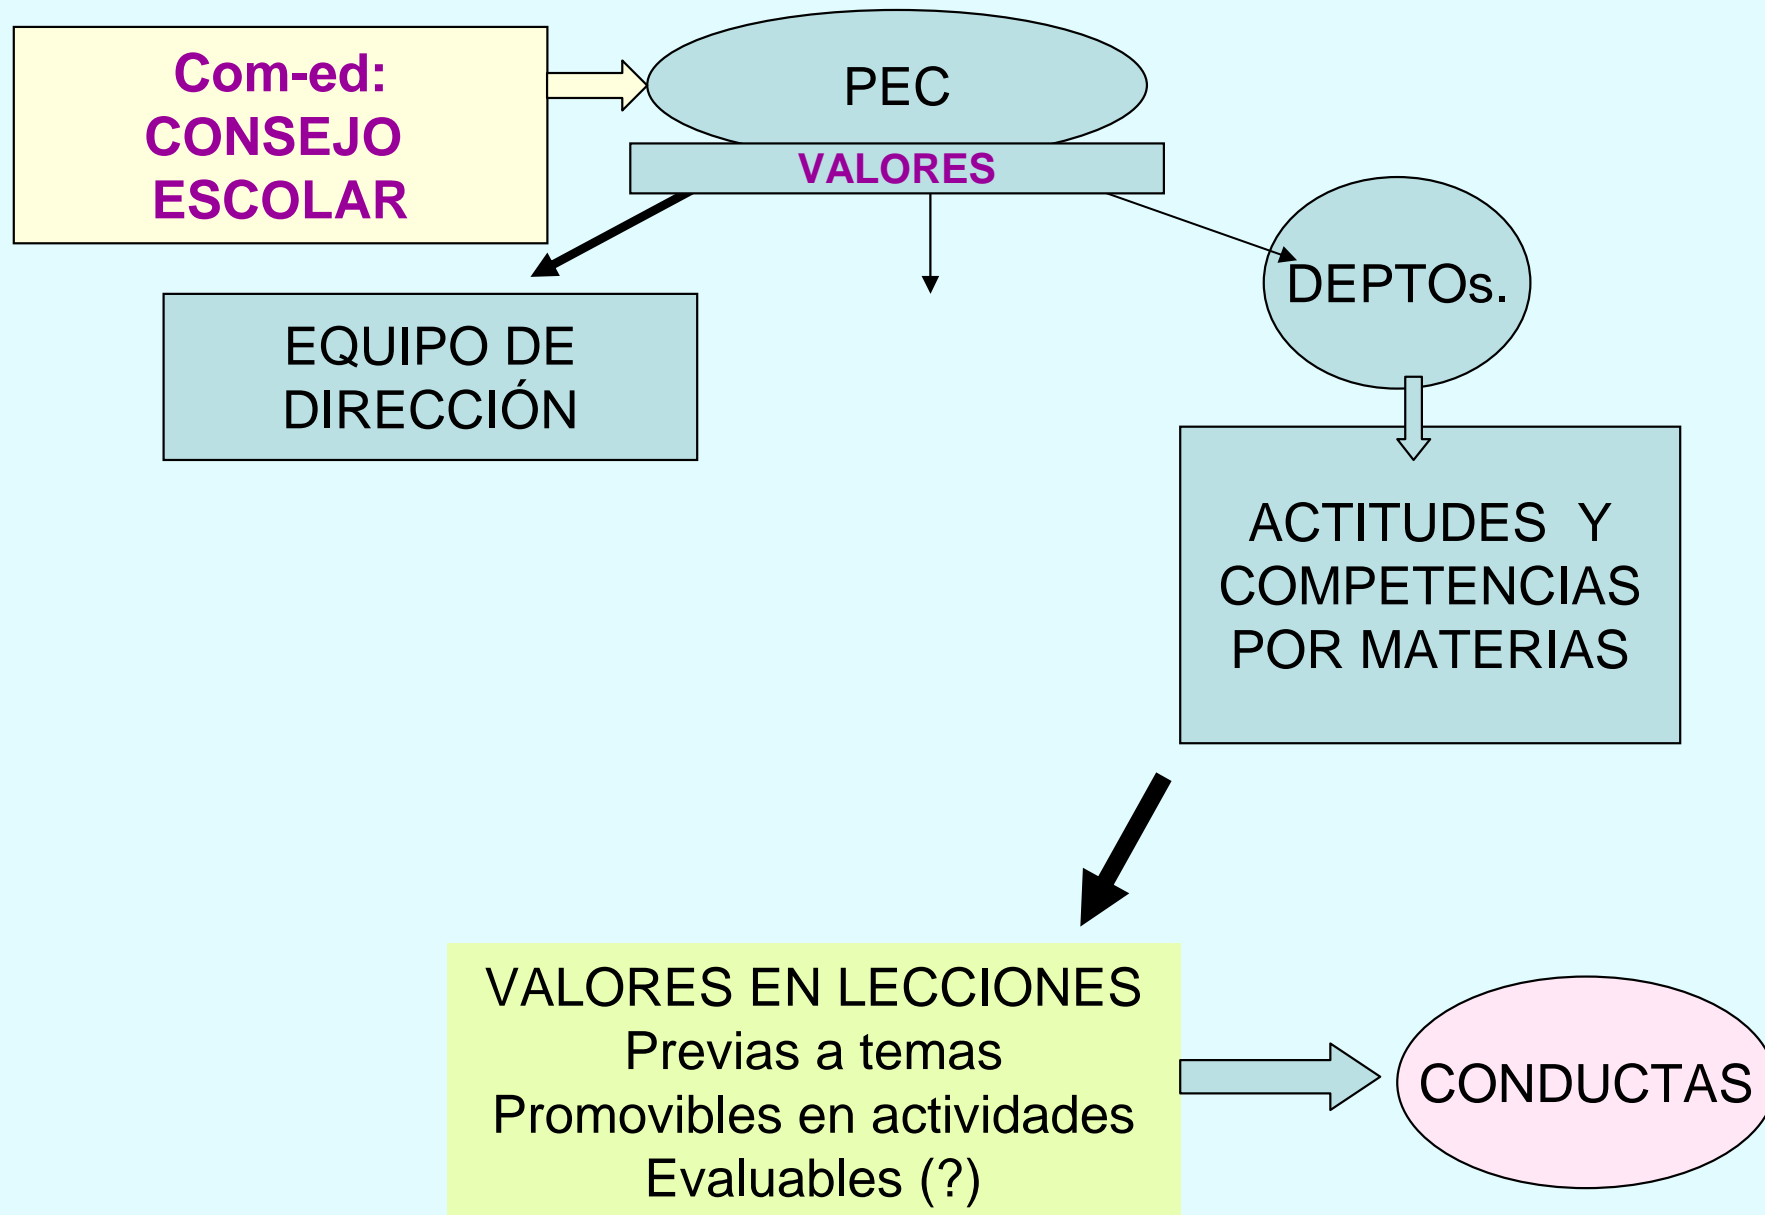 Com-ed:
CONSEJO
ESCOLAR
PEC
VALORES
EQUIPO DE
DIRECCIÓN
DEPTOs.
ACTITUDES Y
COMPETENCIAS
POR MATERIAS
VALORES EN LECCIONES
Previas a temas
Promovibles en actividades
Evaluables (?)
CONDUCTAS